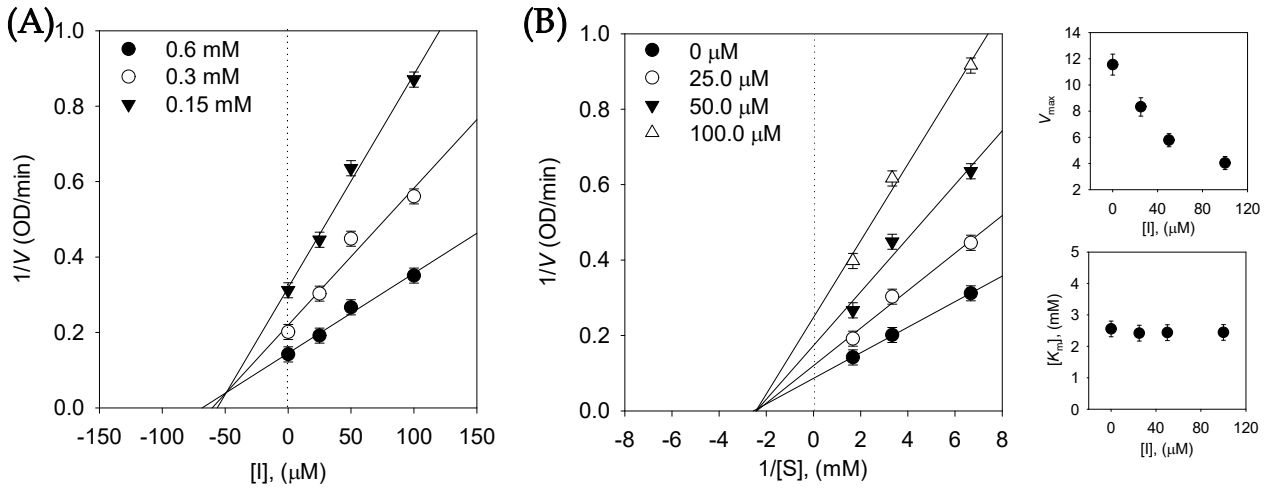 (A)
1.0
0.8
0.6
0.4
0.2
0.0
1/V (OD/min)
0.6 mM
0.3 mM
0.15 mM
-150 -100 -50 0 50 100 150
[I], (μM)
(B)
1.0
0.8
0.6
0.4
0.2
0.0
1/V (OD/min)
0 μM
25.0 μM
50.0 μM
100.0 μM
-8 -6 -4 -2 0 2 4 6 8
1/[S], (mM)
14
12
10
8
6
4
2
Vmax
0 40 80 120
[I], (μM)
5
4
3
2
1
0
[Km], (mM)
0 40 80 120
[I], (μM)